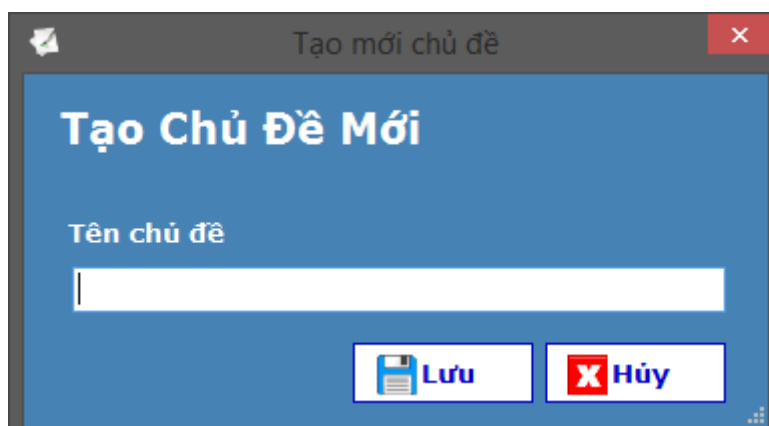 Tạo mới chủ đề
Tạo Chủ Đề Mới
Tên chủ đề
Lưu Hủy